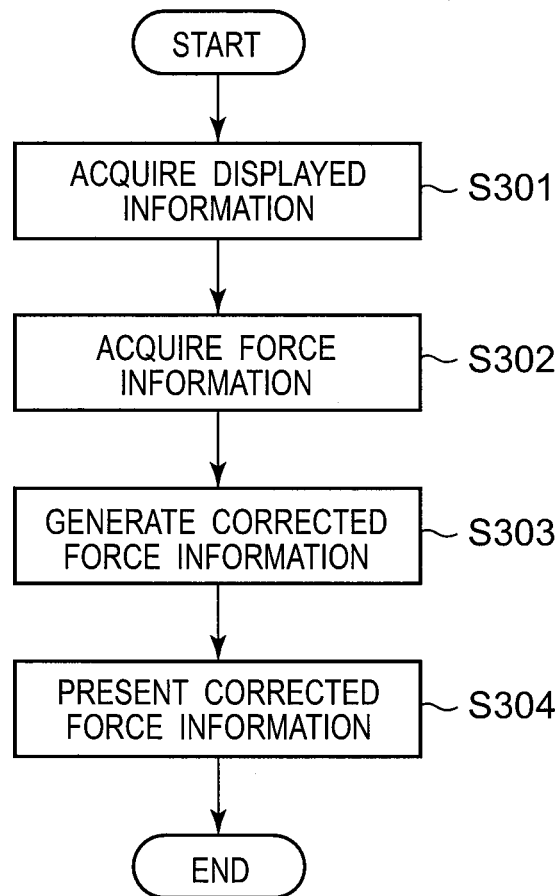 START
ACQUIRE DISPLAYED
INFORMATION
S301
ACQUIRE FORCE
INFORMATION
S302
GENERATE CORRECTED
FORCE INFORMATION
S303
PRESENT CORRECTED
FORCE INFORMATION
S304
END